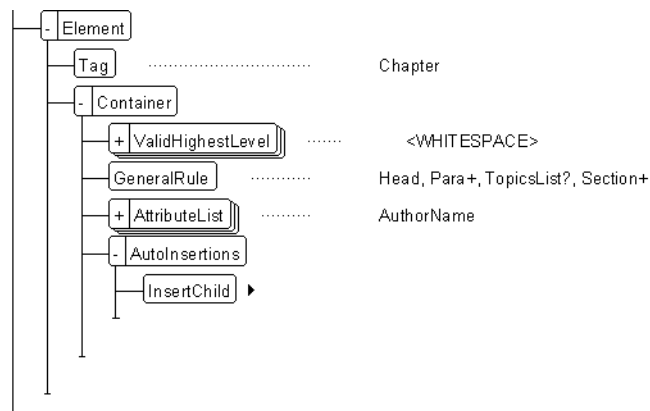 - Element
Tag ................................ Chapter
- Container
+ ValidHighestLevel ....... <WHITESPACE>
GeneralRule ............ Head, Para+, TopicsList?, Section+
+ AttributeList .......... AuthorName
- AutoInsertions
InsertChild